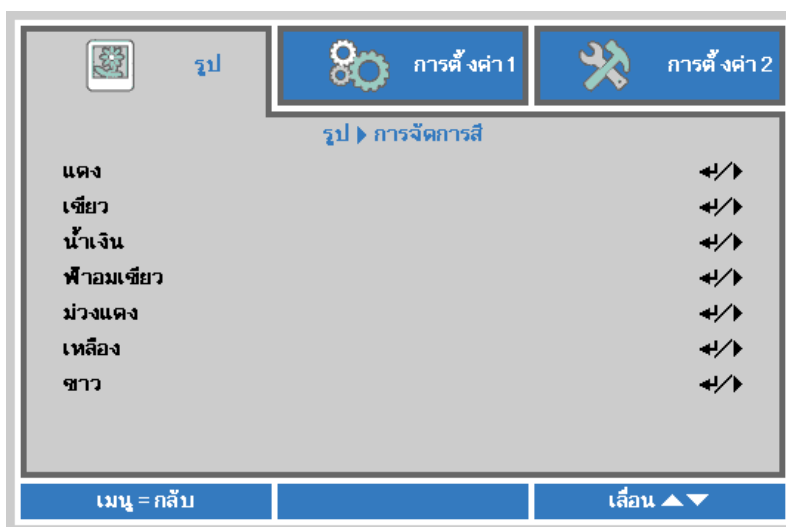 รูป
การตั้งค่า 1
การตั้งค่า 2
รูป ▶ การจัดการสี
แดง
เขียว
น้ำเงิน
ฟ้าอมเขียว
ม่วงแดง
เหลือง
ขาว
เมนู = กลับ
เลื่อน ▲▼